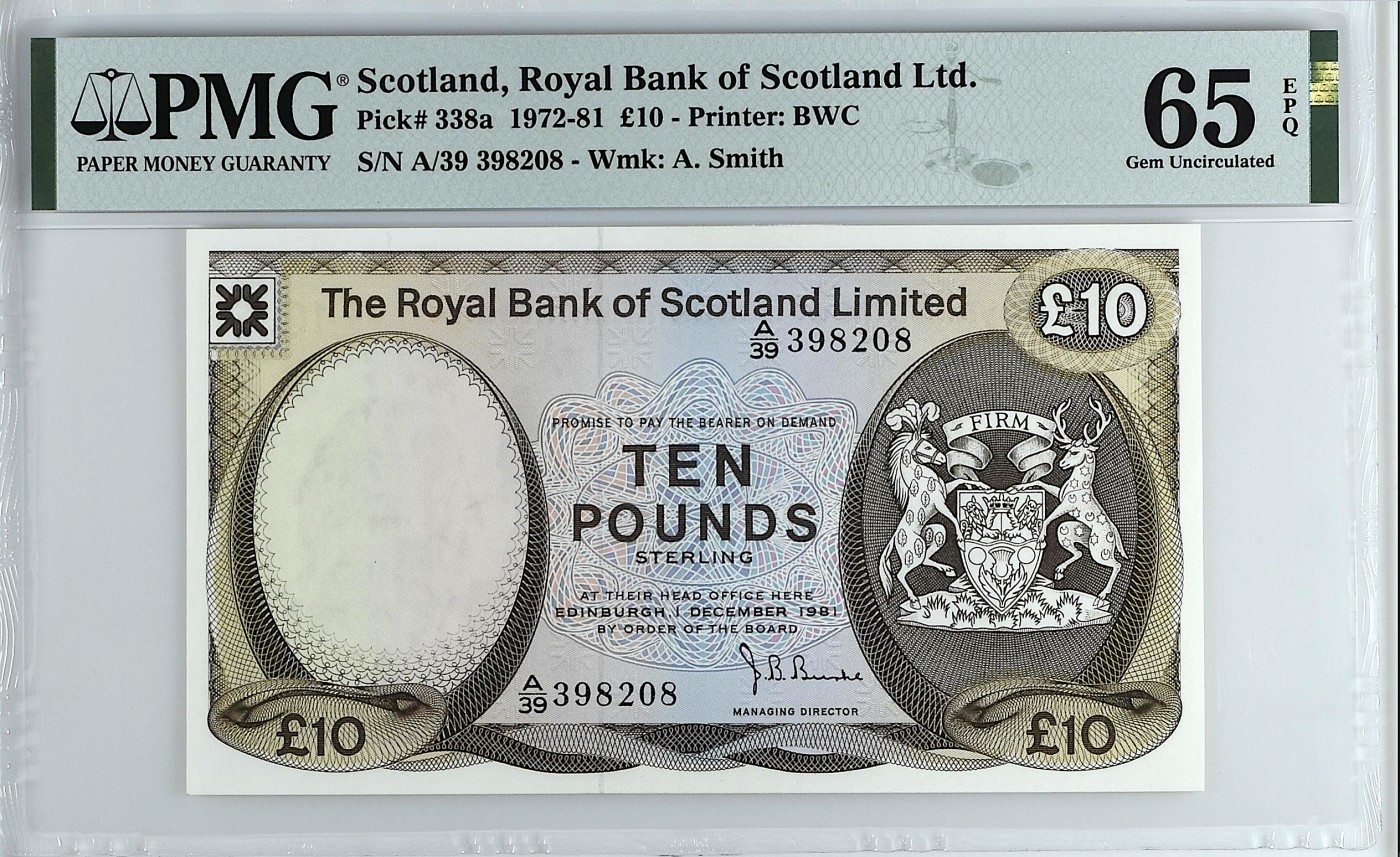 PMG®
PAPER MONEY GUARANTY
Scotland, Royal Bank of Scotland Ltd.
Pick# 338a 1972-81 £10 - Printer: BWC
S/N A/39 398208 - Wmk: A. Smith
65
EPQ
Gem Uncirculated
The Royal Bank of Scotland Limited
£10
A/39 398208
PROMISE TO PAY THE BEARER ON DEMAND
FIRM
TEN
POUNDS
STERLING
AT THEIR HEAD OFFICE HERE
EDINBURGH, 1 DECEMBER 1981
BY ORDER OF THE BOARD
J.B. Burke
A/39 398208
MANAGING DIRECTOR
£10
£10